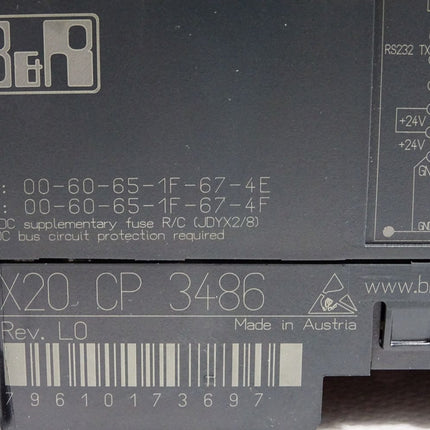 B&R
RS232 TX
+24V
+24V
: 00-60-65-1F-67-4E
: 00-60-65-1F-67-4F
DC supplementary fuse R/C (JDYX2/8)
DC bus circuit protection required
X20 CP 3486
www.b
Rev. L0
Made in Austria
79610173697